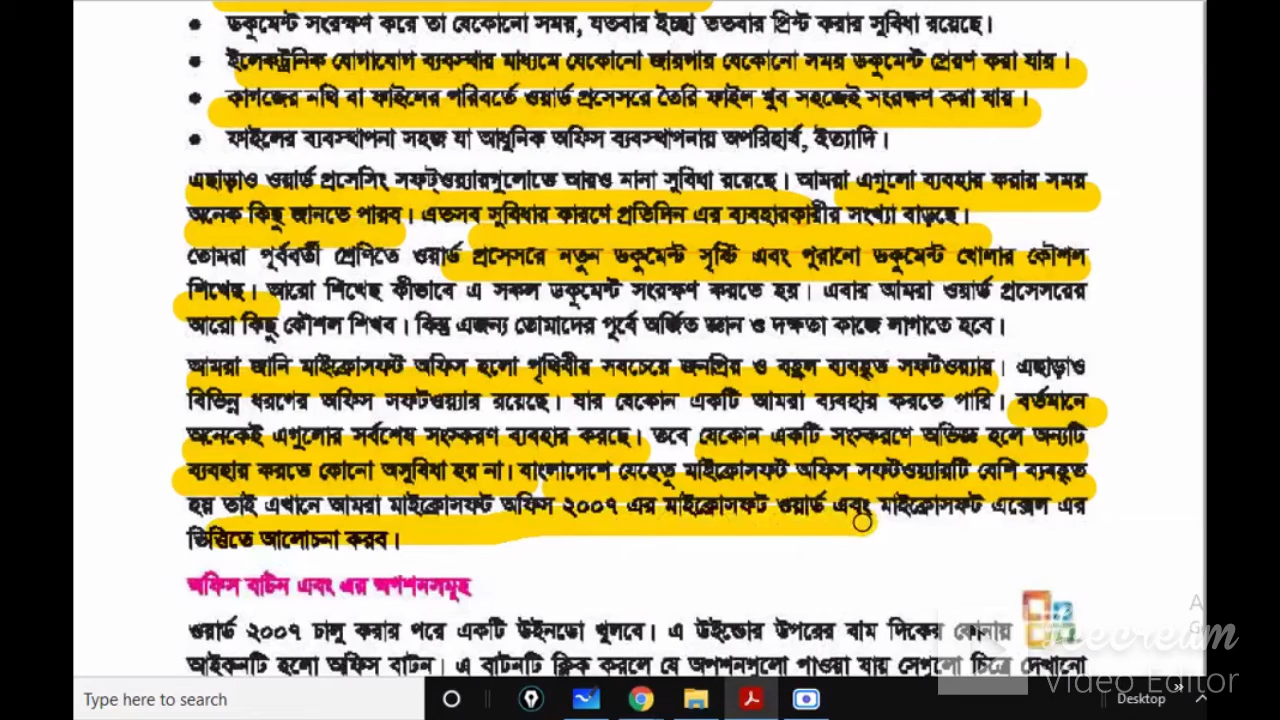 ডকুমেন্ট সংরক্ষণ করে তা যেকোনো সময়, যতবার ইচ্ছা ততবার প্রিন্ট করার সুবিধা রয়েছে।
ইলেকট্রনিক যোগাযোগ ব্যবস্থার মাধ্যমে যেকোনো জায়গায় যেকোনো সময় ডকুমেন্ট প্রেরণ করা যায়।
কাগজের নথি বা ফাইলের পরিবর্তে ওয়ার্ড প্রসেসরে তৈরি ফাইল খুব সহজেই সংরক্ষণ করা যায়।
ফাইলের ব্যবস্থাপনা সহজ যা আধুনিক অফিস ব্যবস্থাপনায় অপরিহার্য, ইত্যাদি।
এছাড়াও ওয়ার্ড প্রসেসিং সফট্ওয়্যারগুলোতে আরও নানা সুবিধা রয়েছে। আমরা এগুলো ব্যবহার করার সময়
অনেক কিছু জানতে পারব। এতসব সুবিধার কারণে প্রতিদিন এর ব্যবহারকারীর সংখ্যা বাড়ছে।
তোমরা পূর্ববর্তী শ্রেণিতে ওয়ার্ড প্রসেসরে নতুন ডকুমেন্ট সৃষ্টি এবং পুরানো ডকুমেন্ট খোলার কৌশল
শিখেছ। আরো শিখেছ কীভাবে এ সকল ডকুমেন্ট সংরক্ষণ করতে হয়। এবার আমরা ওয়ার্ড প্রসেসরের
আরো কিছু কৌশল শিখব। কিন্তু এজন্য তোমাদের পূর্বে অর্জিত জ্ঞান ও দক্ষতা কাজে লাগাতে হবে।
আমরা জানি মাইক্রোসফট অফিস হলো পৃথিবীর সবচেয়ে জনপ্রিয় ও বহুল ব্যবহৃত সফটওয়্যার। এছাড়াও
বিভিন্ন ধরণের অফিস সফটওয়্যার রয়েছে। যার যেকোন একটি আমরা ব্যবহার করতে পারি। বর্তমানে
অনেকেই এগুলোর সর্বশেষ সংস্করণ ব্যবহার করছে। তবে যেকোন একটি সংস্করণে অভিজ্ঞ হলে অন্যটি
ব্যবহার করতে কোনো অসুবিধা হয় না। বাংলাদেশে যেহেতু মাইক্রোসফট অফিস সফটওয়্যারটি বেশি ব্যবহৃত
হয় তাই এখানে আমরা মাইক্রোসফট অফিস ২০০৭ এর মাইক্রোসফট ওয়ার্ড এবং মাইক্রোসফট এক্সেল এর
ভিত্তিতে আলোচনা করব।
অফিস বাটন এবং এর অপশনসমূহ
ওয়ার্ড ২০০৭ চালু করার পরে একটি উইনডো খুলবে। এ উইন্ডোর উপরের বাম দিকের কোনায়
আইকনটি হলো অফিস বাটন। এ বাটনটি ক্লিক করলে যে অপশনগুলো পাওয়া যায় সেগুলো চিত্রে দেখানো
Icecream
Video Editor
Type here to search
Desktop